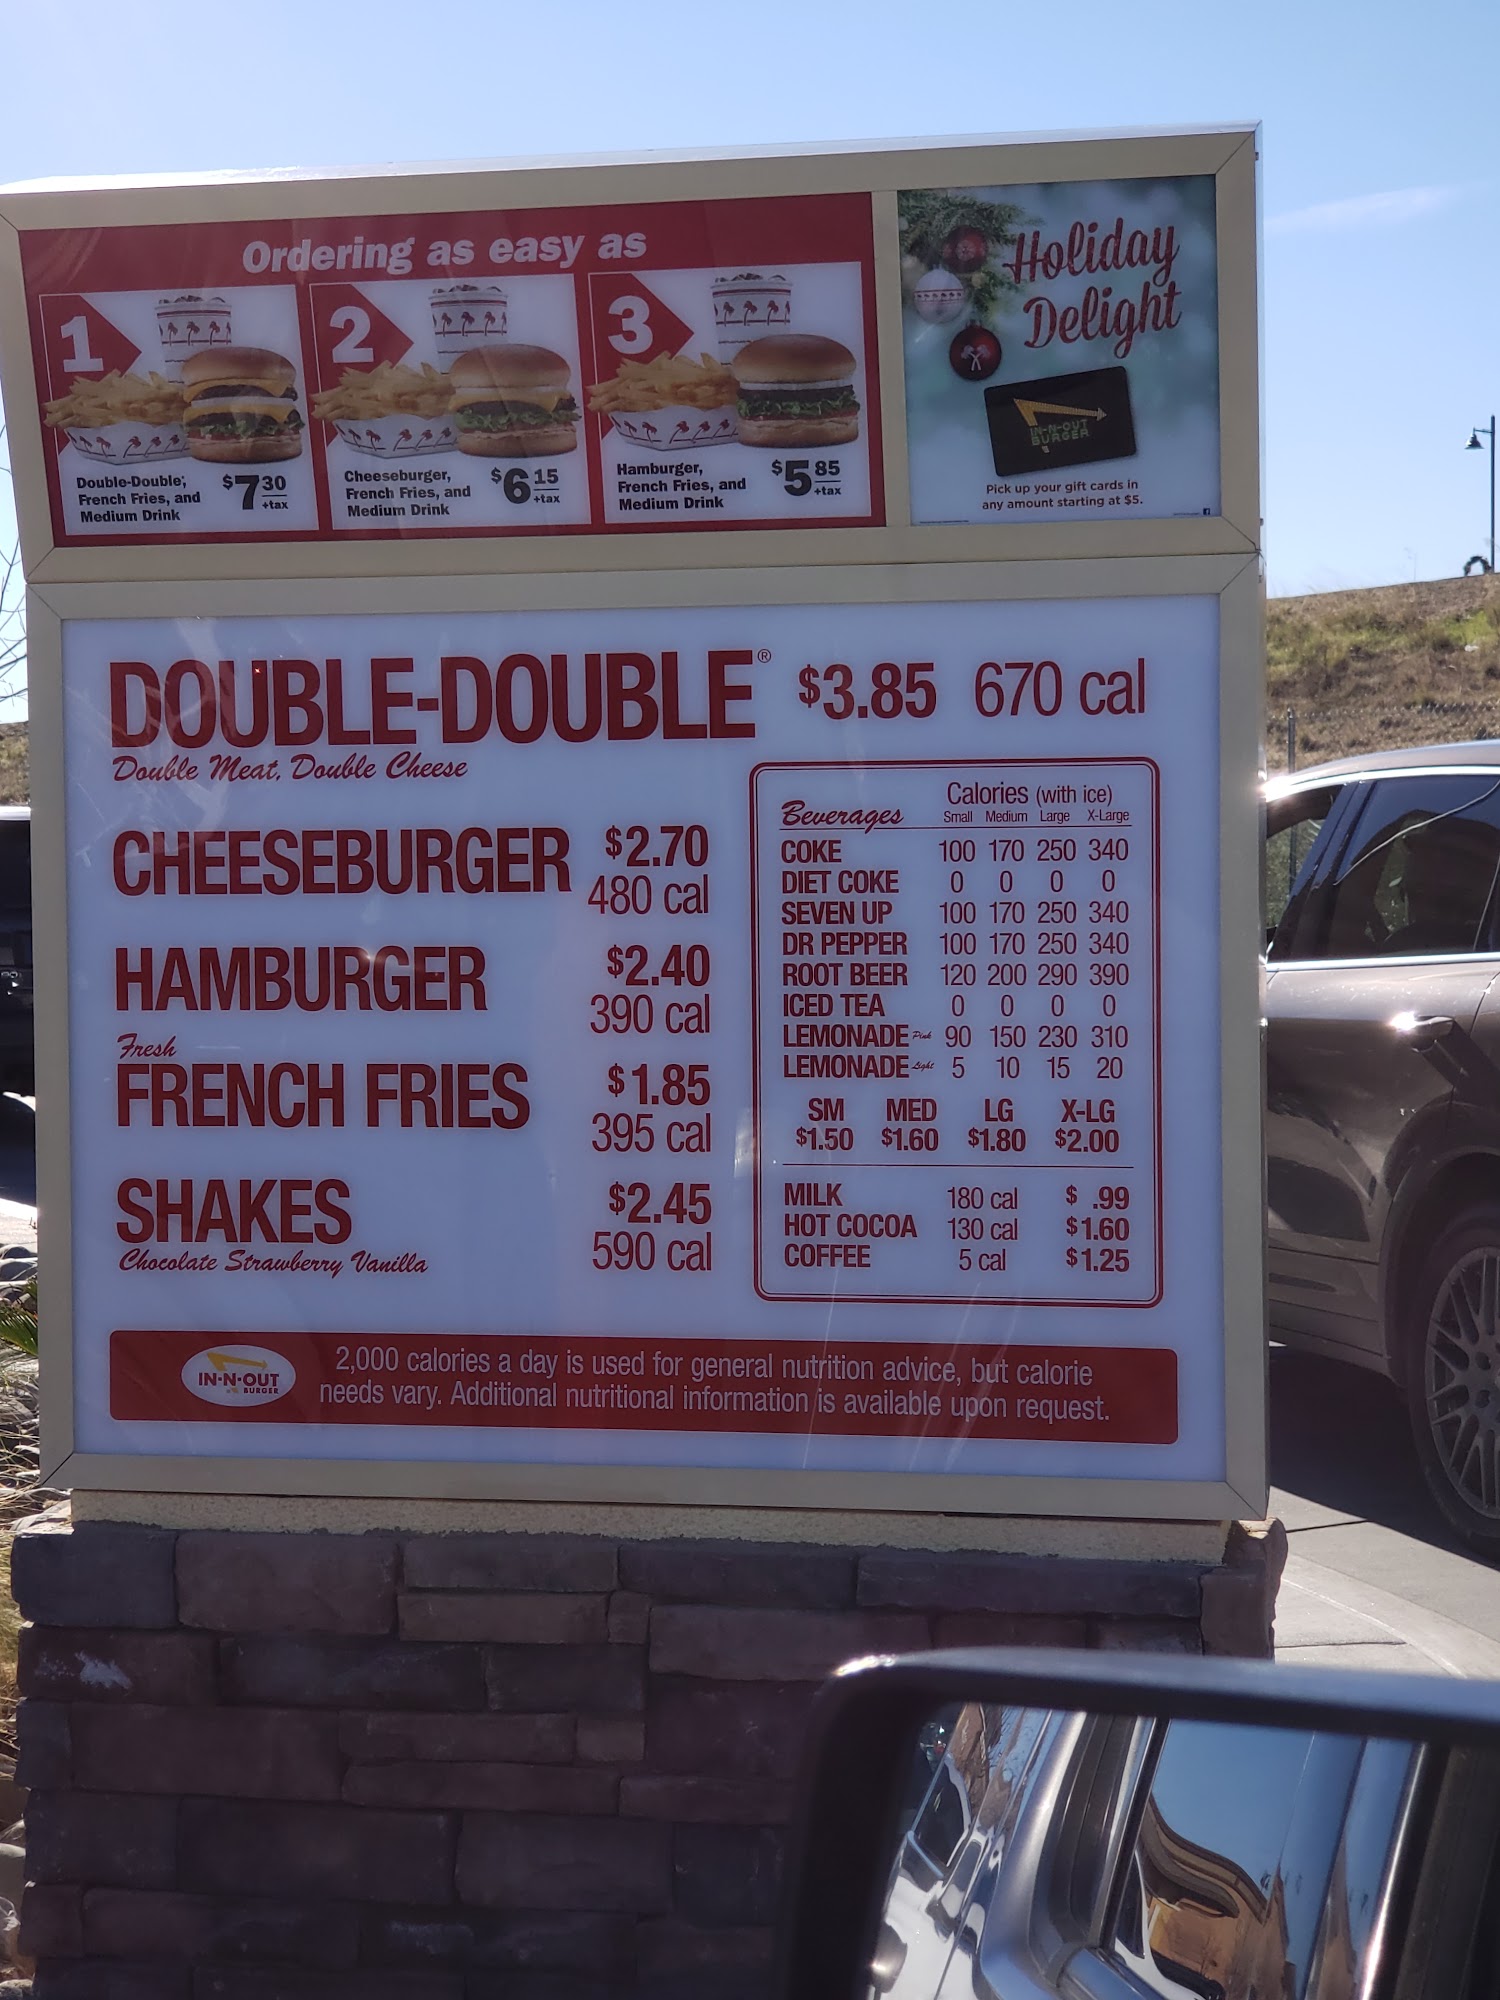 Ordering as easy as
1
Double-Double,
French Fries, and
Medium Drink
$7 30
+tax
2
Cheeseburger,
French Fries, and
Medium Drink
$6 15
+tax
3
Hamburger,
French Fries, and
Medium Drink
$5 85
+tax
Holiday
Delight
IN-N-OUT
BURGER
Pick up your gift cards in
any amount starting at $5.
DOUBLE-DOUBLE® $3.85 670 cal
Double Meat, Double Cheese
CHEESEBURGER $2.70
480 cal
HAMBURGER $2.40
390 cal
Fresh
FRENCH FRIES $1.85
395 cal
SHAKES $2.45
Chocolate Strawberry Vanilla 590 cal
Beverages Calories (with ice)
Small Medium Large X-Large
COKE 100 170 250 340
DIET COKE 0 0 0 0
SEVEN UP 100 170 250 340
DR PEPPER 100 170 250 340
ROOT BEER 120 200 290 390
ICED TEA 0 0 0 0
LEMONADE Pink 90 150 230 310
LEMONADE Light 5 10 15 20
SM MED LG X-LG
$1.50 $1.60 $1.80 $2.00
MILK 180 cal $ .99
HOT COCOA 130 cal $1.60
COFFEE 5 cal $1.25
IN-N-OUT
BURGER
2,000 calories a day is used for general nutrition advice, but calorie
needs vary. Additional nutritional information is available upon request.